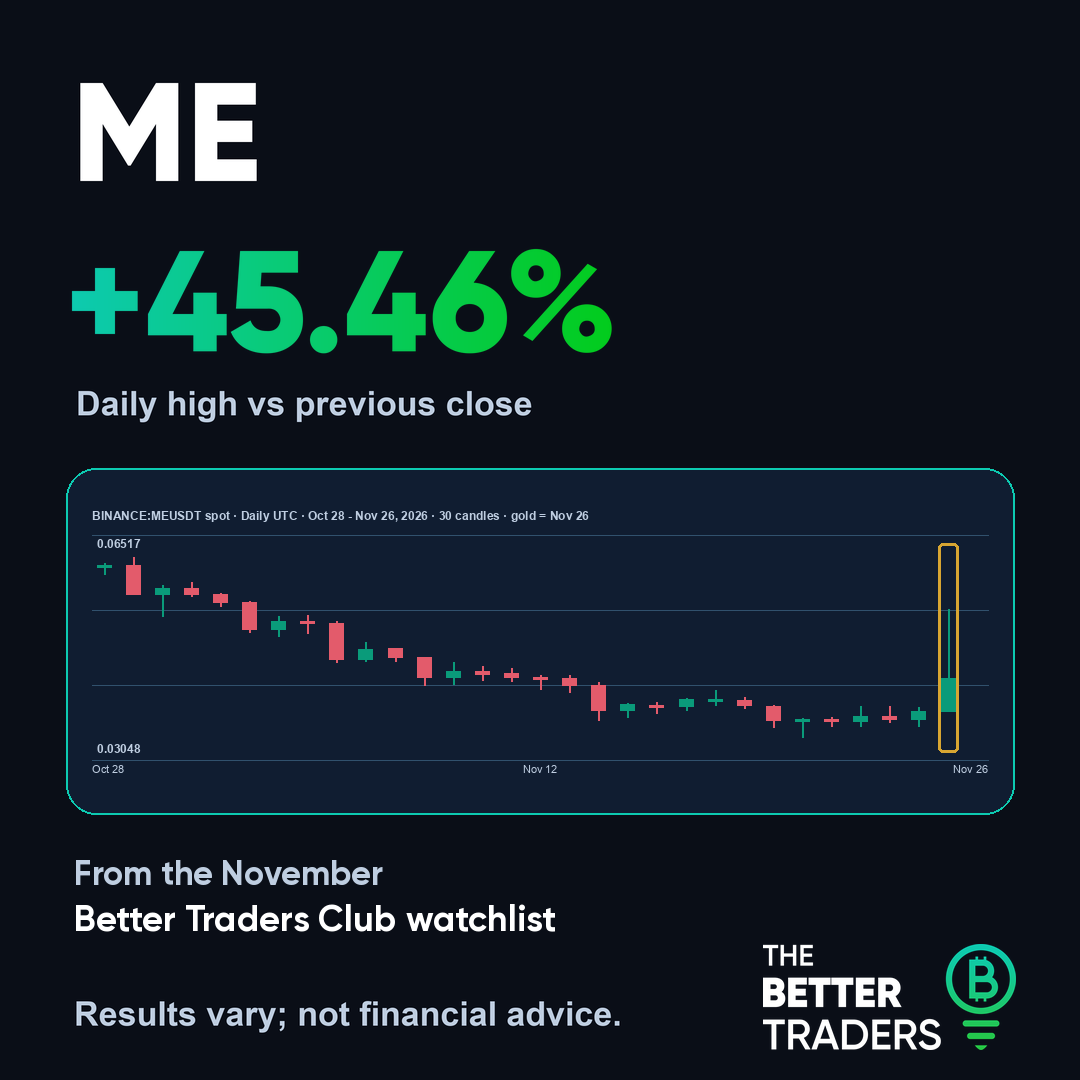 ME
+45.46%
Daily high vs previous close
BINANCE:MEUSDT spot · Daily UTC · Oct 28 - Nov 26, 2026 · 30 candles · gold = Nov 26
0.06517
0.03048
Oct 28
Nov 12
Nov 26
From the November
Better Traders Club watchlist
Results vary; not financial advice.
THE
BETTER
TRADERS